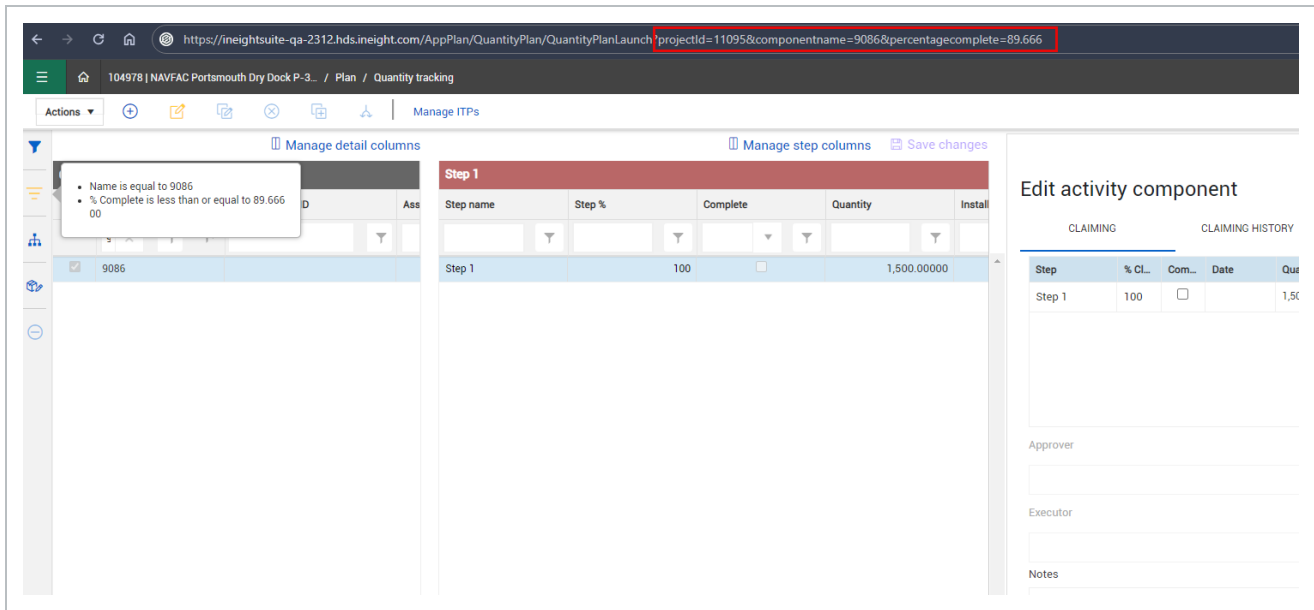 https://ineightsuite-qa-2312.hds.ineight.com/AppPlan/QuantityPlan/QuantityPlanLaunch?projectId=11095&componentname=9086&percentagecomplete=89.666
104978 | NAVFAC Portsmouth Dry Dock P-3... / Plan / Quantity tracking
Actions Manage ITPs
Manage detail columns Manage step columns Save changes
Name is equal to 9086
% Complete is less than or equal to 89.666
00
D Ass
Step 1
Step name Step % Complete Quantity Install
9086 Step 1 100 1,500.00000
Edit activity component
CLAIMING CLAIMING HISTORY
Step % Cl... Com... Date Qua
Step 1 100 1,50
Approver
Executor
Notes